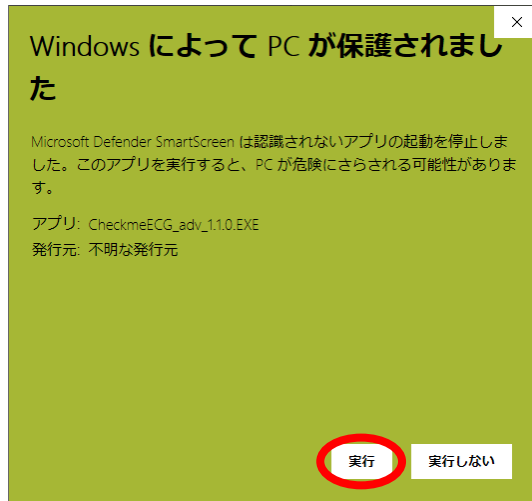 Windows によって PC が保護されまし
た
Microsoft Defender SmartScreen は認識されないアプリの起動を停止しま
した。このアプリを実行すると、PC が危険にさらされる可能性がありま
す。
アプリ: CheckmeECG_adv_1.1.0.EXE
発行元: 不明な発行元
実行 実行しない